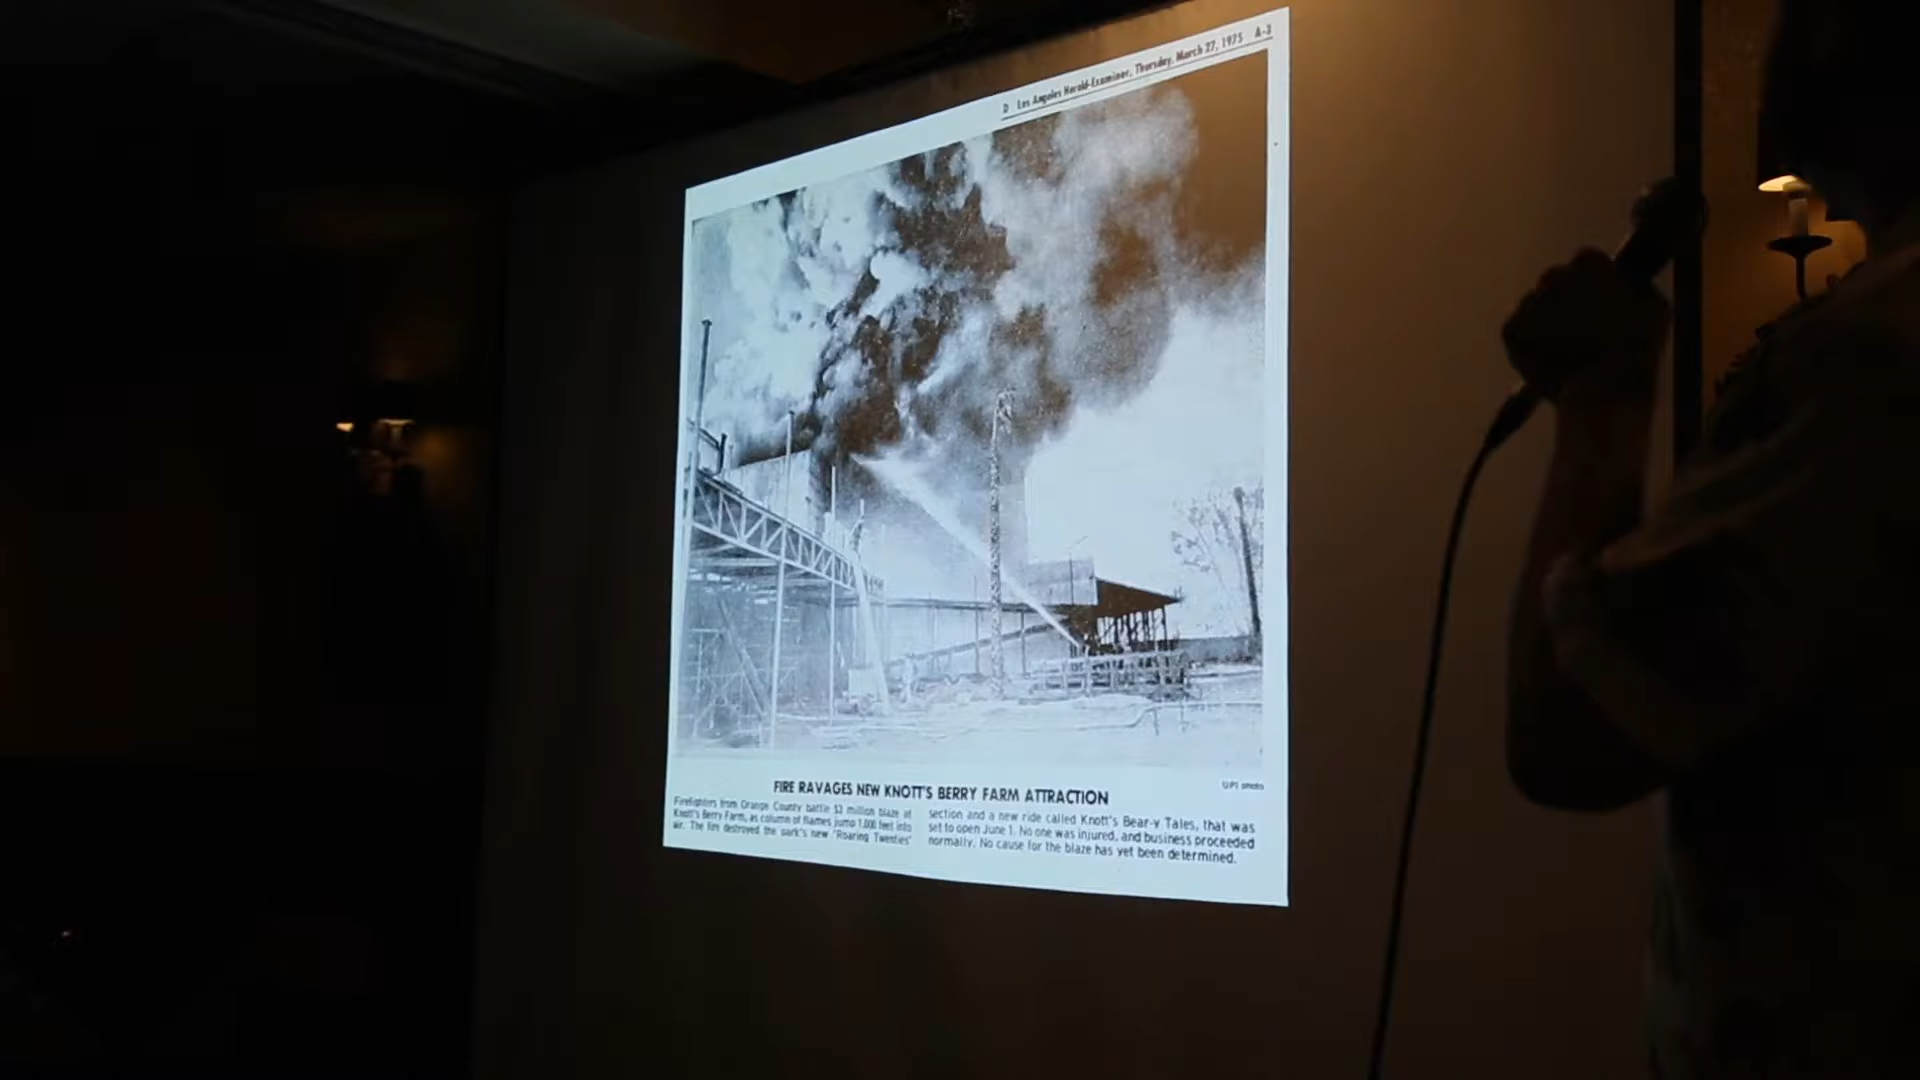 D Los Angeles Herald-Examiner, Thursday, March 27, 1975 A-3
FIRE RAVAGES NEW KNOTT'S BERRY FARM ATTRACTION
UPI photo
Firefighters from Orange County battle $3 million blaze at
Knott's Berry Farm, as column of flames jump 1,000 feet into
air. The fire destroyed the park's new 'Roaring Twenties'
section and a new ride called Knott's Bear-y Tales, that was
set to open June 1. No one was injured, and business proceeded
normally. No cause for the blaze has yet been determined.